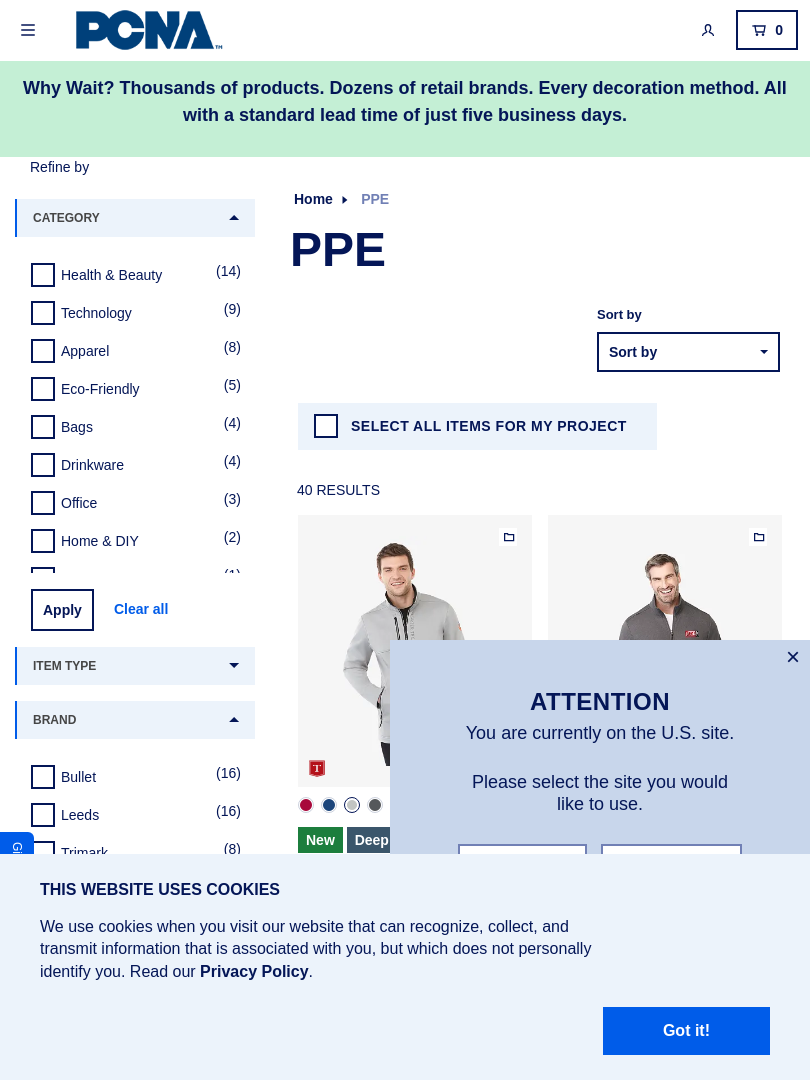 PCNA™
0
Why Wait? Thousands of products. Dozens of retail brands. Every decoration method. All
with a standard lead time of just five business days.
Refine by
CATEGORY
Health & Beauty (14)
Technology (9)
Apparel (8)
Eco-Friendly (5)
Bags (4)
Drinkware (4)
Office (3)
Home & DIY (2)
Apply Clear all
ITEM TYPE
BRAND
Bullet (16)
Leeds (16)
Trimark (8)
Home PPE
PPE
Sort by
Sort by
SELECT ALL ITEMS FOR MY PROJECT
40 RESULTS
T
New Deep
×
ATTENTION
You are currently on the U.S. site.
Please select the site you would
like to use.
THIS WEBSITE USES COOKIES
We use cookies when you visit our website that can recognize, collect, and
transmit information that is associated with you, but which does not personally
identify you. Read our Privacy Policy.
Got it!